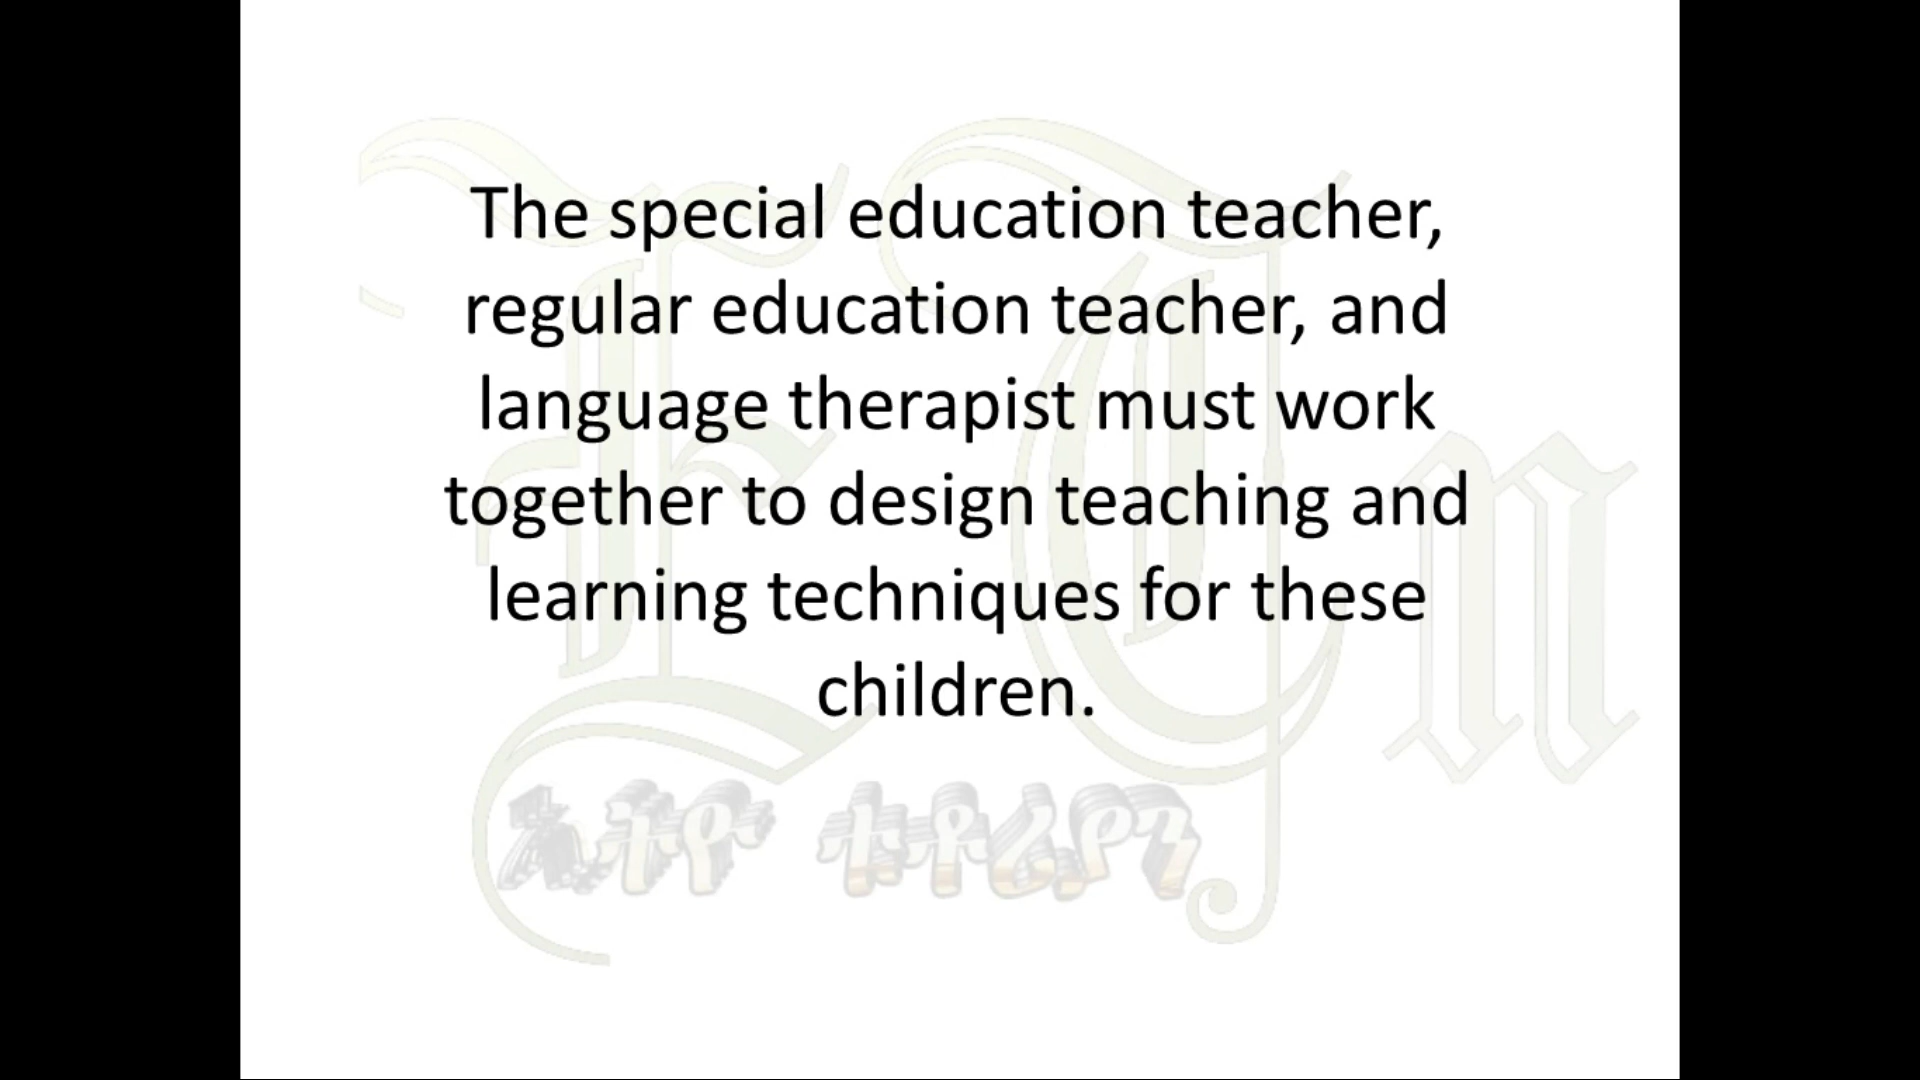 The special education teacher,
regular education teacher, and
language therapist must work
together to design teaching and
learning techniques for these
children.